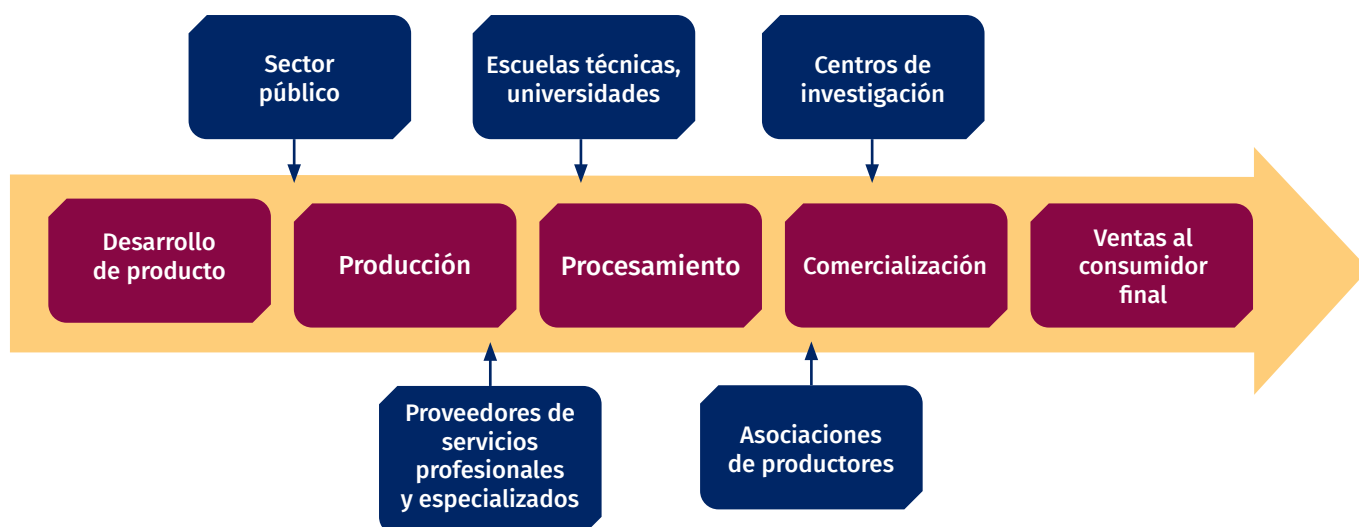 Sector
público
Escuelas técnicas,
universidades
Centros de
investigación
Desarrollo
de producto
Producción
Procesamiento
Comercialización
Ventas al
consumidor
final
Proveedores de
servicios
profesionales
y especializados
Asociaciones
de productores